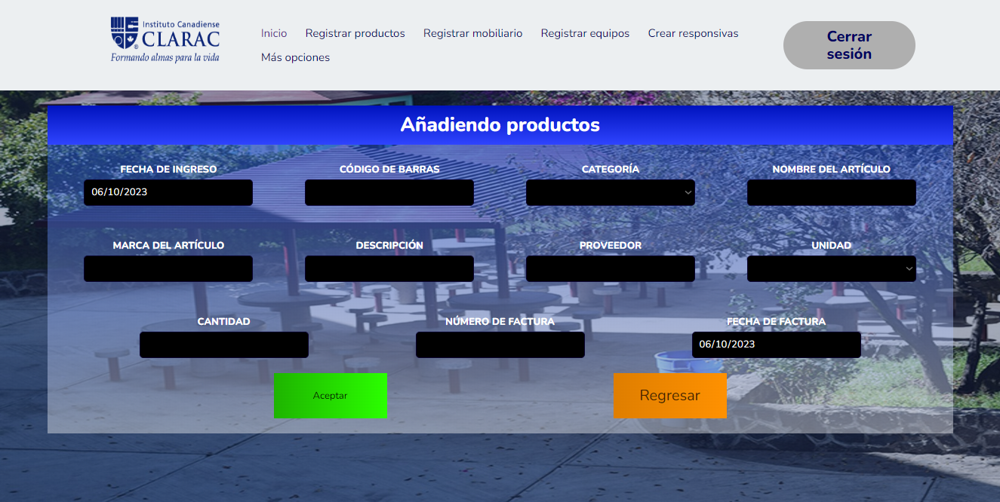 Instituto Canadiense
CLARAC
®
Formando almas para la vida
Inicio Registrar productos Registrar mobiliario Registrar equipos Crear responsivas
Más opciones
Cerrar
sesión
Añadiendo productos
FECHA DE INGRESO CÓDIGO DE BARRAS CATEGORÍA NOMBRE DEL ARTÍCULO
06/10/2023
MARCA DEL ARTÍCULO DESCRIPCIÓN PROVEEDOR UNIDAD
CANTIDAD NÚMERO DE FACTURA FECHA DE FACTURA
06/10/2023
Aceptar Regresar